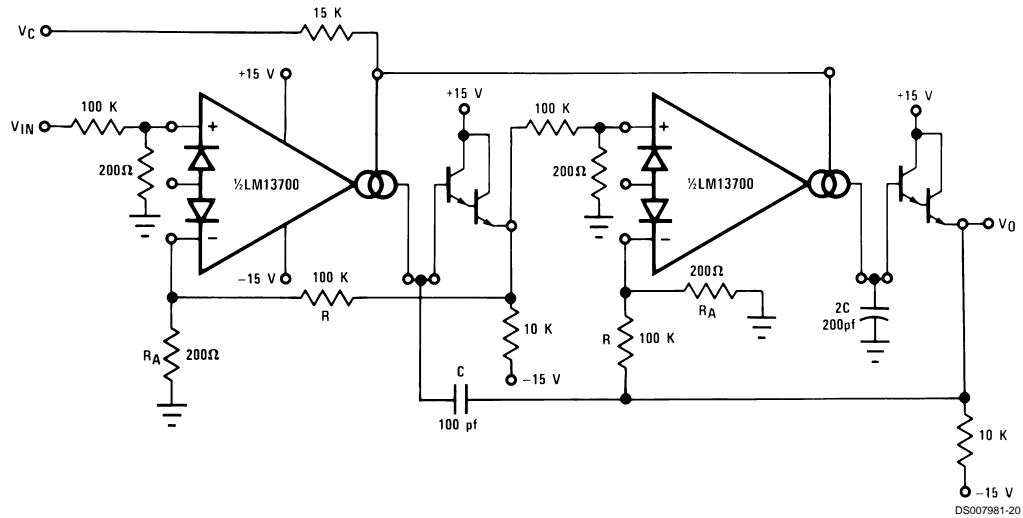 15 K
VC
+15 V
+15 V
+15 V
100 K
100 K
VIN
+
+
200Ω
½LM13700
200Ω
½LM13700
VO
−
−
−15 V
100 K
R
200Ω
RA
2C
200pf
10 K
R
100 K
RA
200Ω
−15 V
C
100 pf
10 K
−15 V
DS007981-20